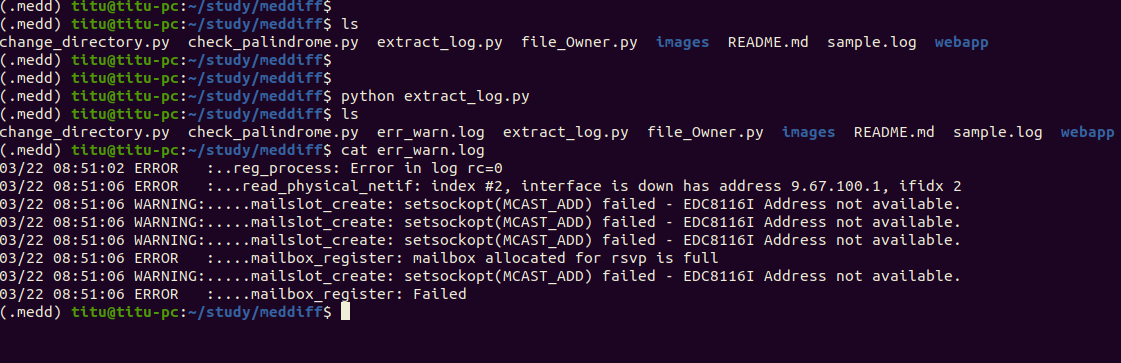 (.medd) titu@titu-pc:~/study/meddiff$
(.medd) titu@titu-pc:~/study/meddiff$ ls
change_directory.py  check_palindrome.py  extract_log.py  file_Owner.py  images  README.md  sample.log  webapp
(.medd) titu@titu-pc:~/study/meddiff$
(.medd) titu@titu-pc:~/study/meddiff$
(.medd) titu@titu-pc:~/study/meddiff$ python extract_log.py
(.medd) titu@titu-pc:~/study/meddiff$ ls
change_directory.py  check_palindrome.py  err_warn.log  extract_log.py  file_Owner.py  images  README.md  sample.log  webapp
(.medd) titu@titu-pc:~/study/meddiff$ cat err_warn.log
03/22 08:51:02 ERROR   :..reg_process: Error in log rc=0
03/22 08:51:06 ERROR   :...read_physical_netif: index #2, interface is down has address 9.67.100.1, ifidx 2
03/22 08:51:06 WARNING:.....mailslot_create: setsockopt(MCAST_ADD) failed - EDC8116I Address not available.
03/22 08:51:06 WARNING:.....mailslot_create: setsockopt(MCAST_ADD) failed - EDC8116I Address not available.
03/22 08:51:06 WARNING:.....mailslot_create: setsockopt(MCAST_ADD) failed - EDC8116I Address not available.
03/22 08:51:06 ERROR   :....mailbox_register: mailbox allocated for rsvp is full
03/22 08:51:06 WARNING:.....mailslot_create: setsockopt(MCAST_ADD) failed - EDC8116I Address not available.
03/22 08:51:06 ERROR   :....mailbox_register: Failed
(.medd) titu@titu-pc:~/study/meddiff$